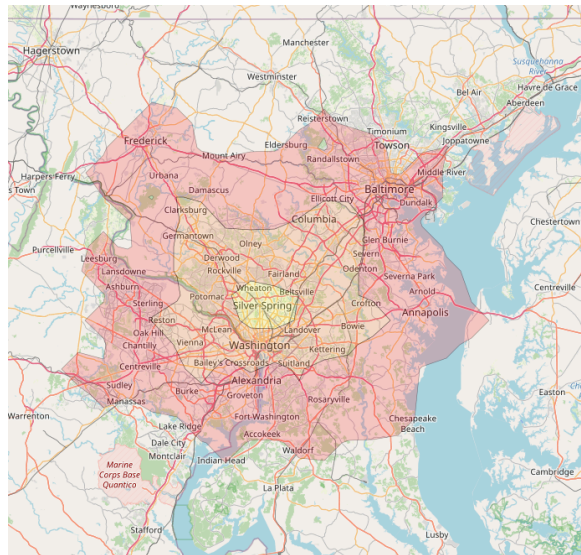 Waynesboro
Hagerstown
Manchester
Susquehanna
River
Westminster
Havre de Grace
Bel Air
Aberdeen
Reisterstown
Timonium
Kingsville
Joppatowne
Frederick
Eldersburg
Towson
Mount Airy
Randallstown
Harpers Ferry
Urbana
Middle River
s Town
Damascus
Ellicott City
Baltimore
Clarksburg
Dundalk
Columbia
Chestertown
Purcellville
Germantown
Olney
Glen Burnie
Leesburg
Derwood
Severn
Lansdowne
Rockville
Fairland
Odenton
Severna Park
Ashburn
Wheaton
Beltsville
Centreville
Sterling
Potomac
Silver Spring
Crofton
Arnold
Reston
McLean
Landover
Bowie
Annapolis
Oak Hill
Vienna
Washington
Chantilly
Kettering
Centreville
Bailey's Crossroads
Suitland
Sudley
Alexandria
Easton
Burke
Groveton
Rosaryville
Manassas
Warrenton
Fort Washington
Chesapeake
Beach
Lake Ridge
Accokeek
Dale City
Waldorf
Montclair
Indian Head
Marine
Corps Base
Quantico
Cambridge
La Plata
Stafford
Lusby